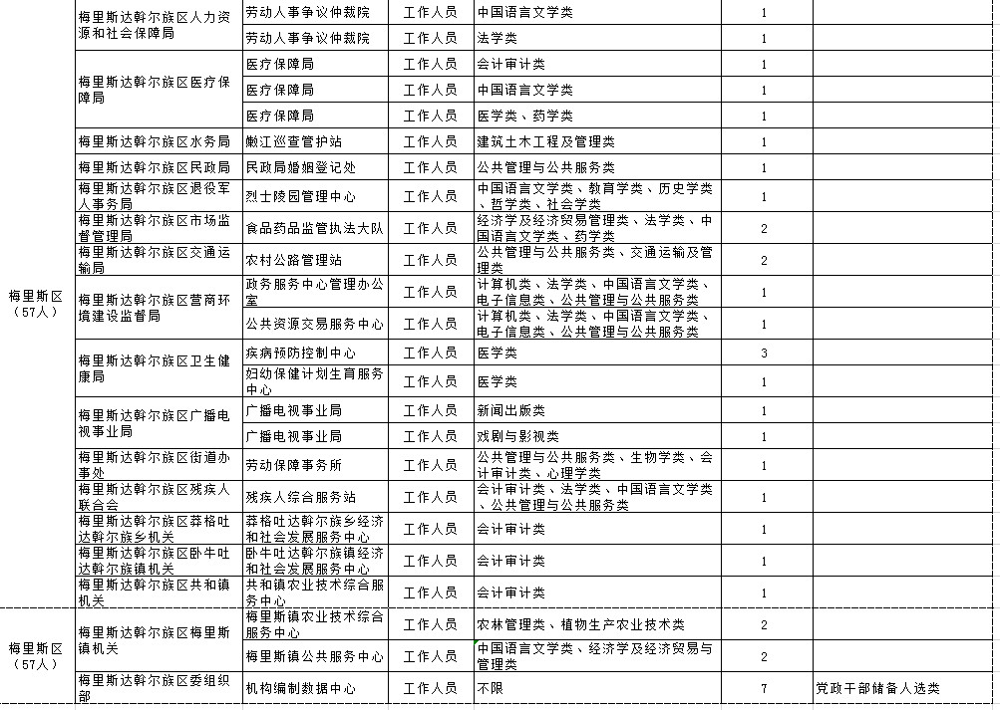 梅里斯区
（57人）
梅里斯达斡尔族区人力资
源和社会保障局
劳动人事争议仲裁院
工作人员
中国语言文学类
1
劳动人事争议仲裁院
工作人员
法学类
1
梅里斯达斡尔族区医疗保
障局
医疗保障局
工作人员
会计审计类
1
医疗保障局
工作人员
中国语言文学类
1
医疗保障局
工作人员
医学类、药学类
1
梅里斯达斡尔族区水务局
嫩江巡查管护站
工作人员
建筑土木工程及管理类
1
梅里斯达斡尔族区民政局
民政局婚姻登记处
工作人员
公共管理与公共服务类
1
梅里斯达斡尔族区退役军
人事务局
烈士陵园管理中心
工作人员
中国语言文学类、教育学类、历史学类
、哲学类、社会学类
1
梅里斯达斡尔族区市场监
督管理局
食品药品监管执法大队
工作人员
经济学及经济贸易管理类、法学类、中
国语言文学类、药学类
2
梅里斯达斡尔族区交通运
输局
农村公路管理站
工作人员
公共管理与公共服务类、交通运输及管
理类
2
梅里斯达斡尔族区营商环
境建设监督局
政务服务中心管理办公
室
工作人员
计算机类、法学类、中国语言文学类、
电子信息类、公共管理与公共服务类
1
公共资源交易服务中心
工作人员
计算机类、法学类、中国语言文学类、
电子信息类、公共管理与公共服务类
1
梅里斯达斡尔族区卫生健
康局
疾病预防控制中心
工作人员
医学类
3
妇幼保健计划生育服务
中心
工作人员
医学类
1
梅里斯达斡尔族区广播电
视事业局
广播电视事业局
工作人员
新闻出版类
1
广播电视事业局
工作人员
戏剧与影视类
1
梅里斯达斡尔族区街道办
事处
劳动保障事务所
工作人员
公共管理与公共服务类、生物学类、会
计审计类、心理学类
1
梅里斯达斡尔族区残疾人
联合会
残疾人综合服务站
工作人员
会计审计类、法学类、中国语言文学类
、公共管理与公共服务类
1
梅里斯达斡尔族区莽格吐
达斡尔族乡机关
莽格吐达斡尔族乡经济
和社会发展服务中心
工作人员
会计审计类
1
梅里斯达斡尔族区卧牛吐
达斡尔族镇机关
卧牛吐达斡尔族镇经济
和社会发展服务中心
工作人员
会计审计类
1
梅里斯达斡尔族区共和镇
机关
共和镇农业技术综合服
务中心
工作人员
会计审计类
1
梅里斯区
（57人）
梅里斯达斡尔族区梅里斯
镇机关
梅里斯镇农业技术综合
服务中心
工作人员
农林管理类、植物生产农业技术类
2
梅里斯镇公共服务中心
工作人员
中国语言文学类、经济学及经济贸易与
管理类
2
梅里斯达斡尔族区委组织
部
机构编制数据中心
工作人员
不限
7
党政干部储备人选类